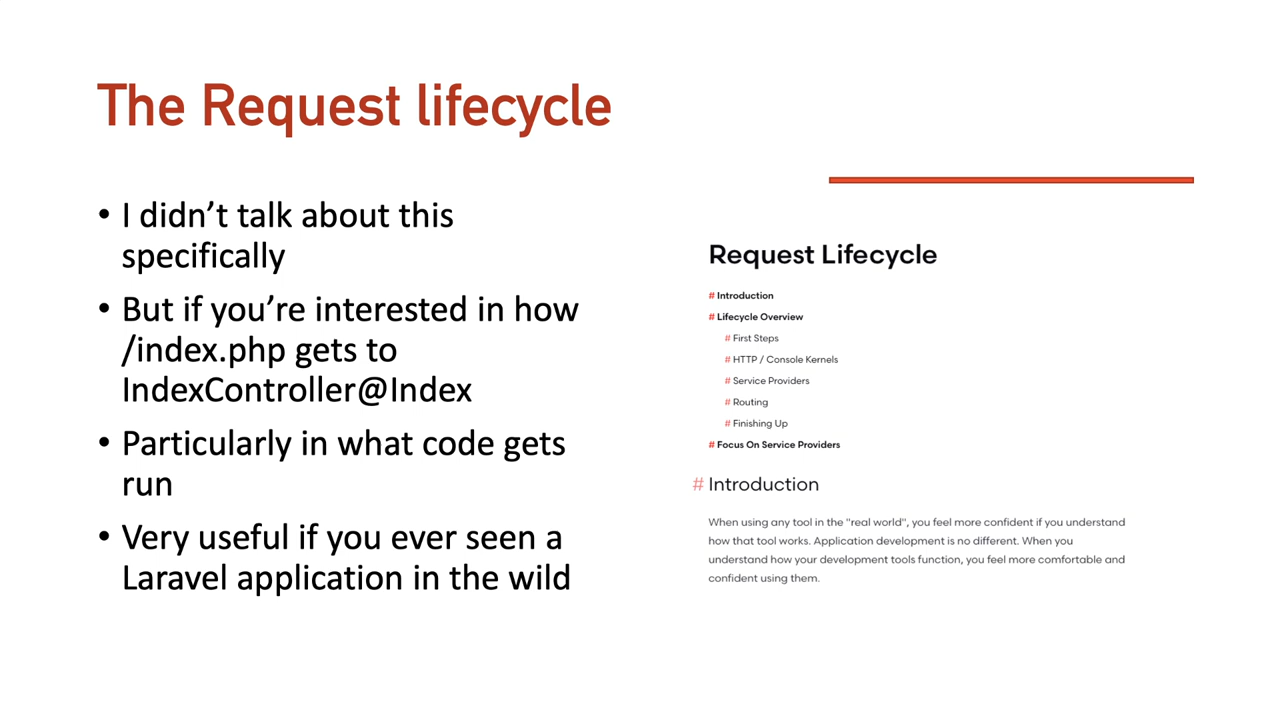 The Request lifecycle
• I didn’t talk about this
specifically
• But if you’re interested in how
/index.php gets to
IndexController@Index
• Particularly in what code gets
run
• Very useful if you ever seen a
Laravel application in the wild
Request Lifecycle
# Introduction
# Lifecycle Overview
# First Steps
# HTTP / Console Kernels
# Service Providers
# Routing
# Finishing Up
# Focus On Service Providers
# Introduction
When using any tool in the "real world", you feel more confident if you understand
how that tool works. Application development is no different. When you
understand how your development tools function, you feel more comfortable and
confident using them.